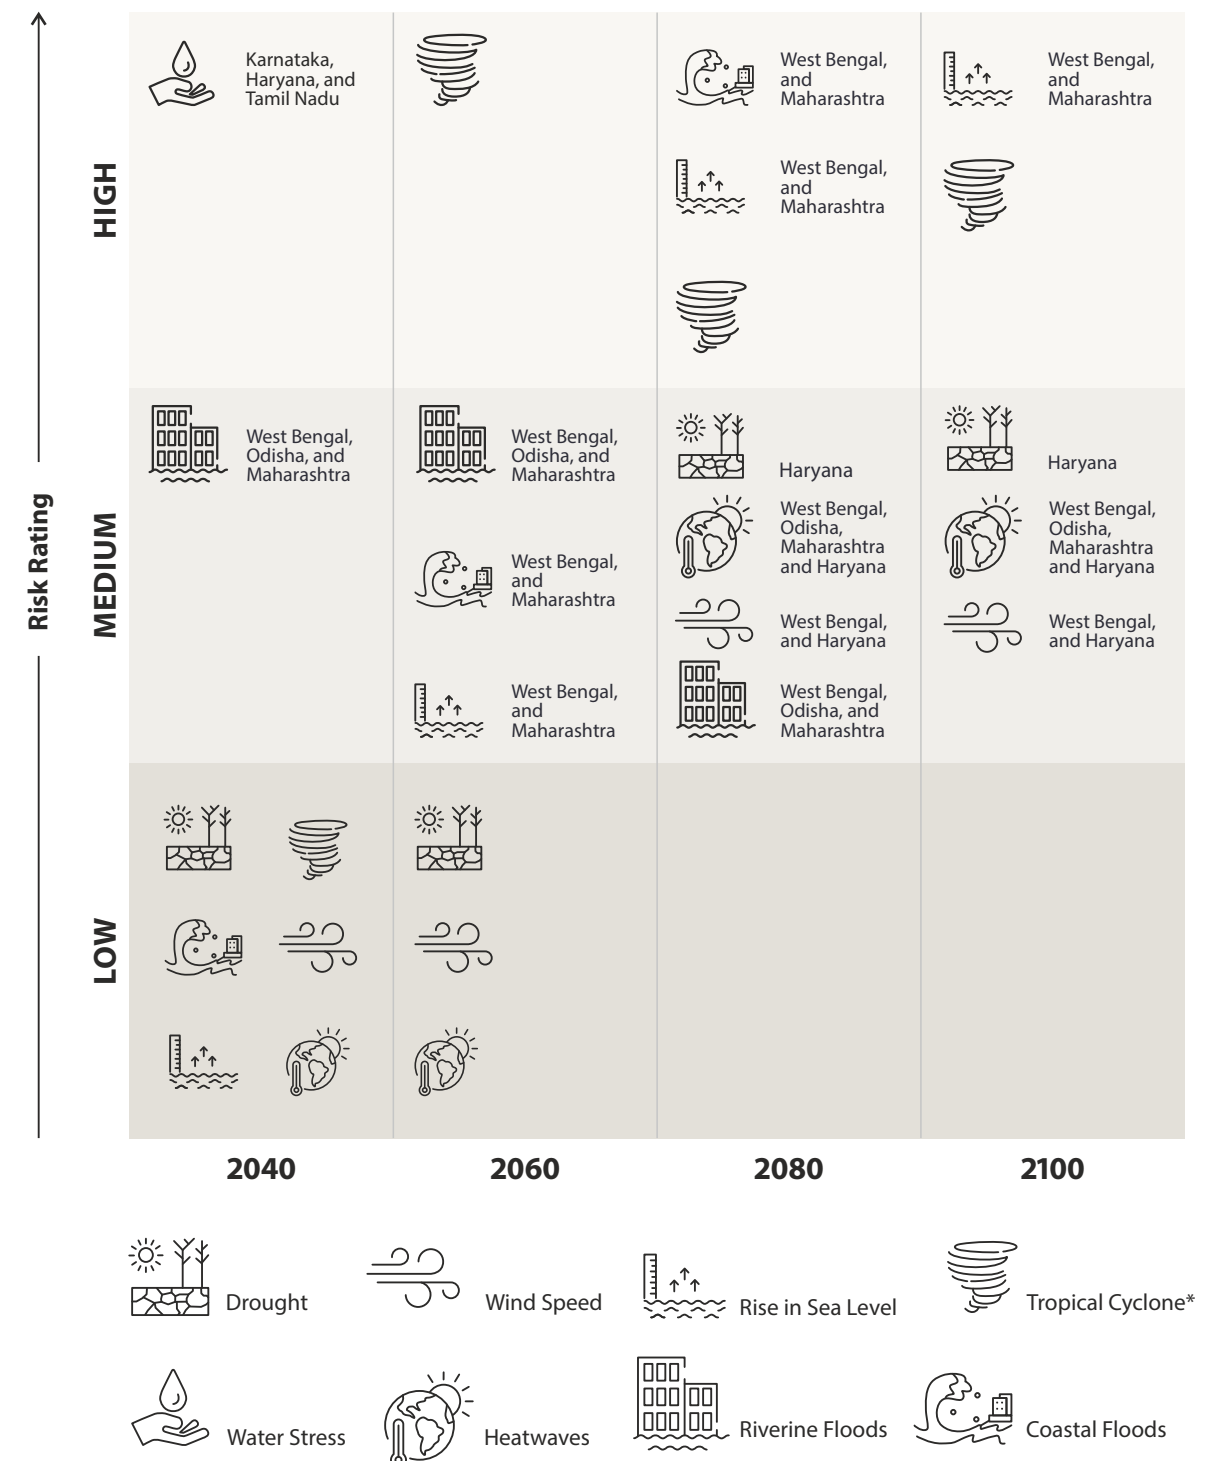 Risk Rating
HIGH
Karnataka,
Haryana, and
Tamil Nadu
West Bengal,
and
Maharashtra
West Bengal,
and
Maharashtra
West Bengal,
and
Maharashtra
MEDIUM
West Bengal,
Odisha, and
Maharashtra
West Bengal,
Odisha, and
Maharashtra
West Bengal,
and
Maharashtra
West Bengal,
and
Maharashtra
Haryana
West Bengal,
Odisha,
Maharashtra
and Haryana
West Bengal,
and Haryana
West Bengal,
Odisha, and
Maharashtra
Haryana
West Bengal,
Odisha,
Maharashtra
and Haryana
West Bengal,
and Haryana
LOW
2040 2060 2080 2100
Drought Wind Speed Rise in Sea Level Tropical Cyclone*
Water Stress Heatwaves Riverine Floods Coastal Floods